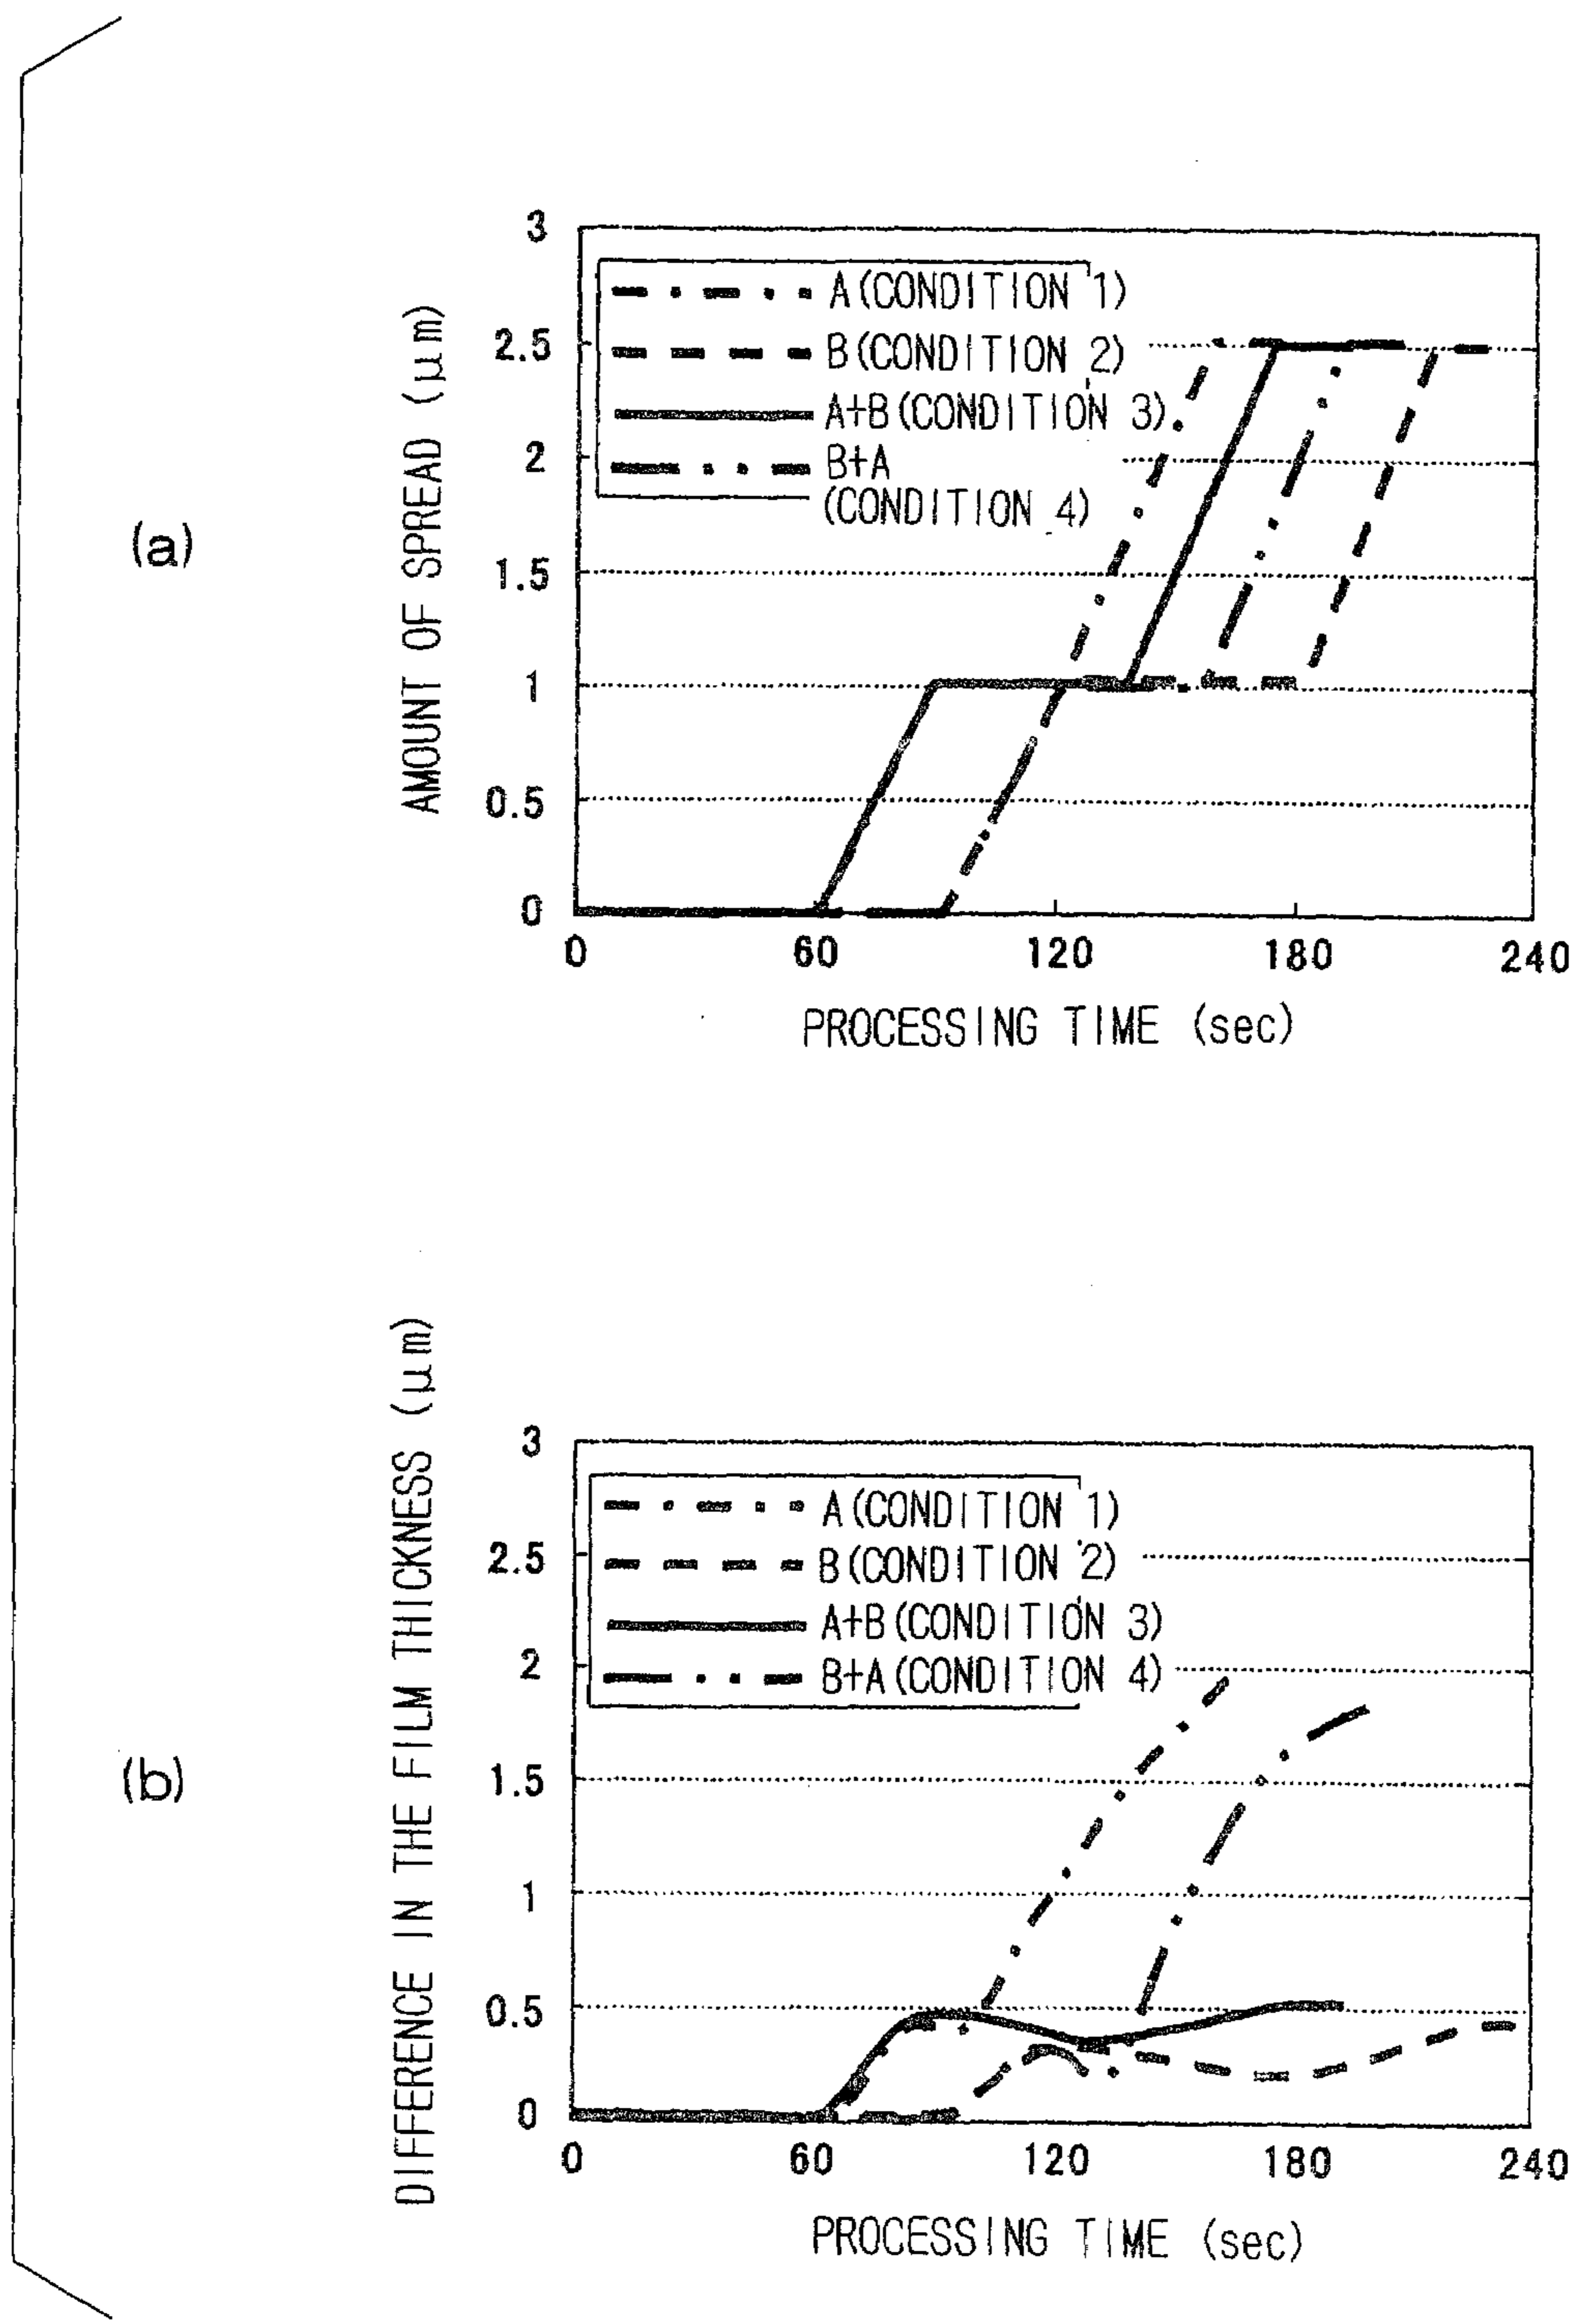 (a)
AMOUNT OF SPREAD (μm)
3
2.5
2
1.5
1
0.5
0
A(CONDITION 1)
B(CONDITION 2)
A+B(CONDITION 3)
B+A
(CONDITION 4)
0 60 120 180 240
PROCESSING TIME (sec)
(b)
DIFFERENCE IN THE FILM THICKNESS (μm)
3
2.5
2
1.5
1
0.5
0
A(CONDITION 1)
B(CONDITION 2)
A+B(CONDITION 3)
B+A(CONDITION 4)
0 60 120 180 240
PROCESSING TIME (sec)